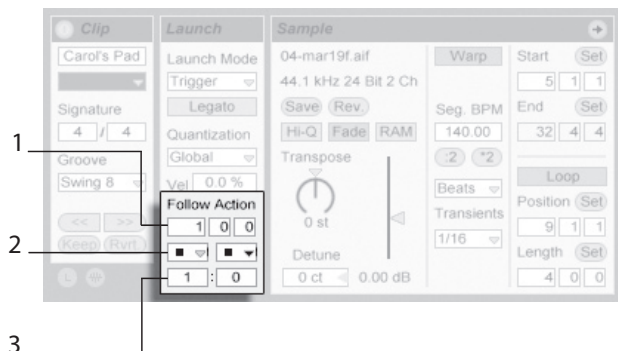 Clip
Carol's Pad
Signature
4 / 4
Groove
Swing 8
<< >>
Keep Rvrt
L
Launch
Launch Mode
Trigger
Legato
Quantization
Global
Vel 0.0 %
Follow Action
1 0 0
1 : 0
Sample
04-mar19f.aif
44.1 kHz 24 Bit 2 Ch
Save Rev.
Hi-Q Fade RAM
Transpose
0 st
Detune
0 ct 0.00 dB
Warp
Seg. BPM
140.00
:2 *2
Beats
Transients
1/16
Start Set
5 1 1
End Set
32 4 4
Loop
Position Set
9 1 1
Length Set
4 0 0
1
2
3